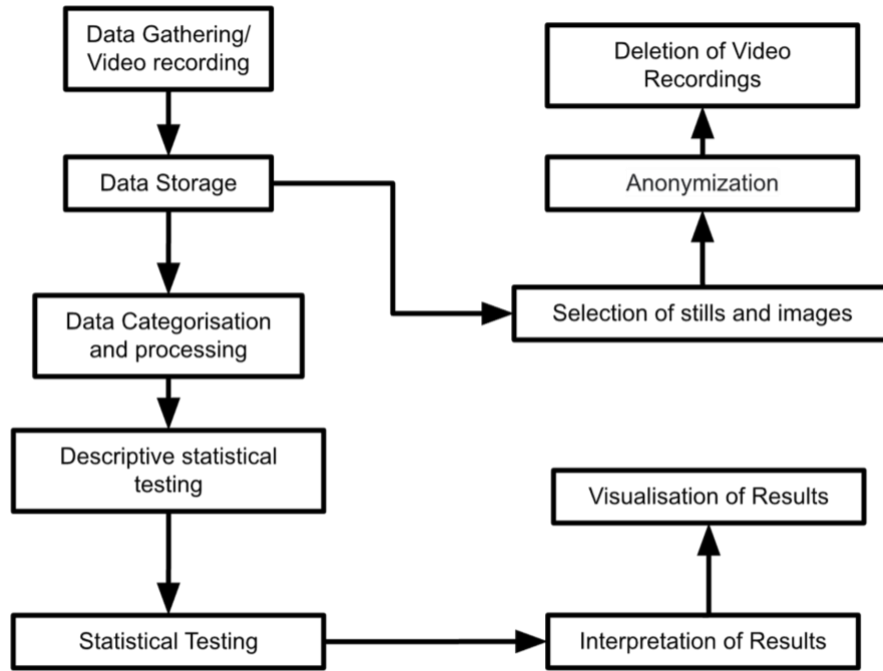 Data Gathering/
Video recording
Data Storage
Data Categorisation
and processing
Descriptive statistical
testing
Statistical Testing
Deletion of Video
Recordings
Anonymization
Selection of stills and images
Visualisation of Results
Interpretation of Results